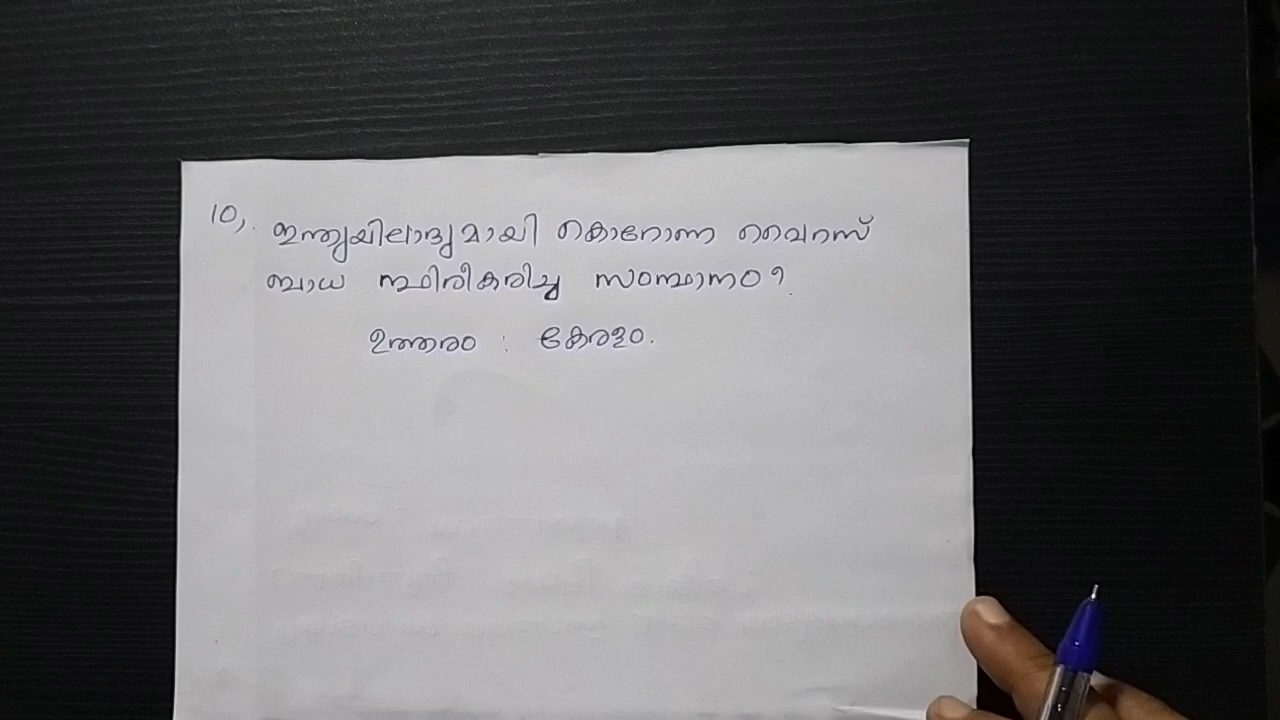 10, ഇന്ത്യയിലാദ്യമായി കൊറോണ വൈറസ്
ബാധ സ്ഥിരീകരിച്ച സംസ്ഥാനം ?
ഉത്തരം : കേരളം.